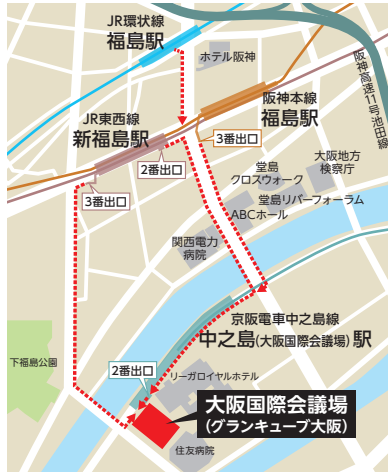 JR環状線
福島駅
ホテル阪神
阪神高速11号池田線
JR東西線
新福島駅
阪神本線
福島駅
3番出口
2番出口
3番出口
大阪地方
検察庁
堂島
クロスウォーク
堂島リバーフォーラム
ABCホール
関西電力
病院
京阪電車中之島線
中之島(大阪国際会議場)駅
下福島公園
2番出口
リーガロイヤルホテル
大阪国際会議場
(グランキューブ大阪)
住友病院